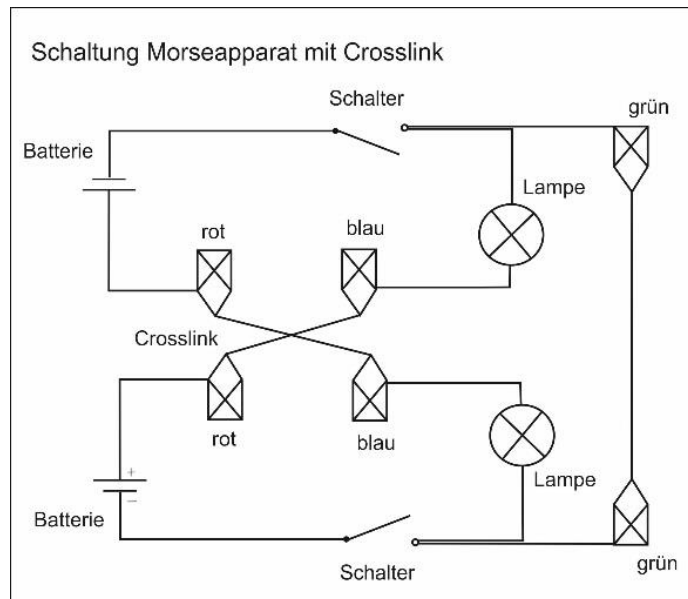 Schaltung Morseapparat mit Crosslink
Schalter
grün
Batterie
Lampe
rot
blau
Crosslink
rot
blau
+
−
Lampe
Batterie
Schalter
grün